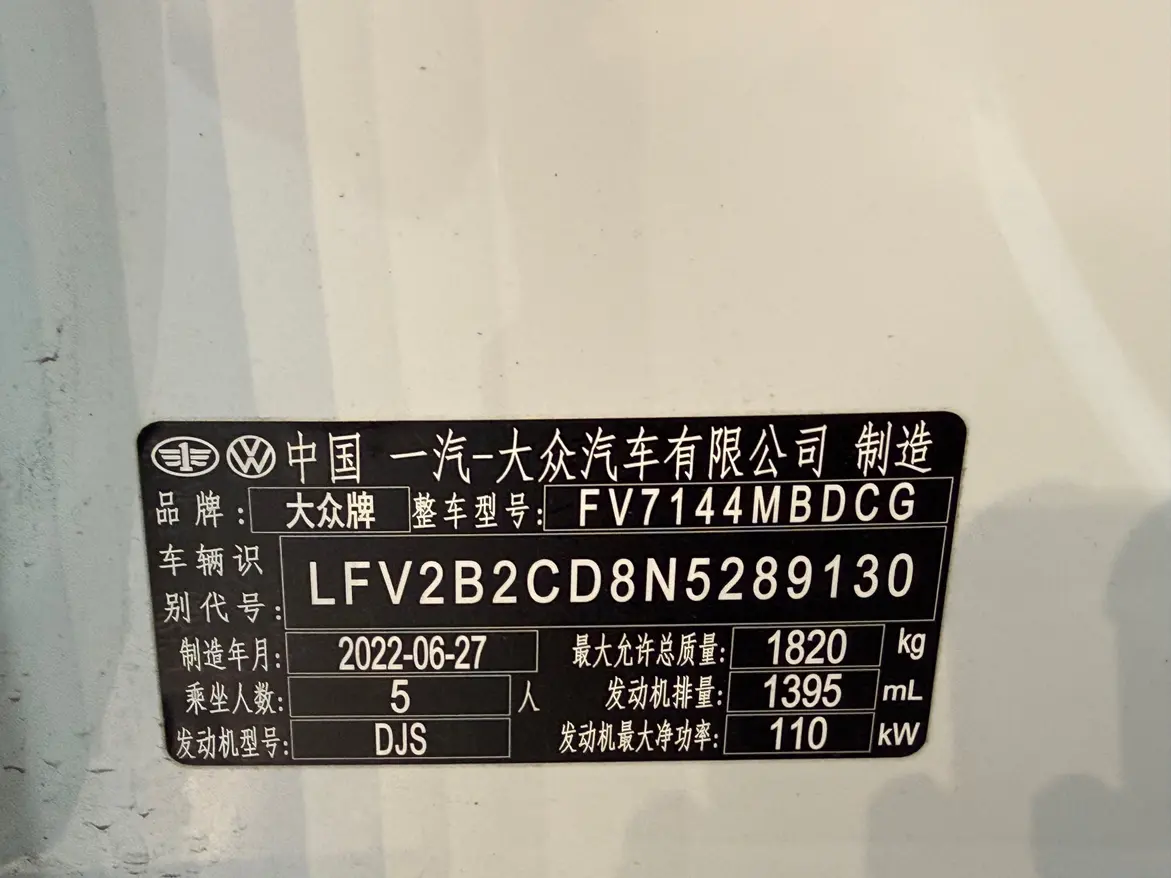 中国 一汽-大众汽车有限公司 制造
品牌: 大众牌 整车型号: FV7144MBDCG
车辆识别代号: LFV2B2CD8N5289130
制造年月: 2022-06-27 最大允许总质量: 1820 kg
乘坐人数: 5 人 发动机排量: 1395 mL
发动机型号: DJS 发动机最大净功率: 110 kW